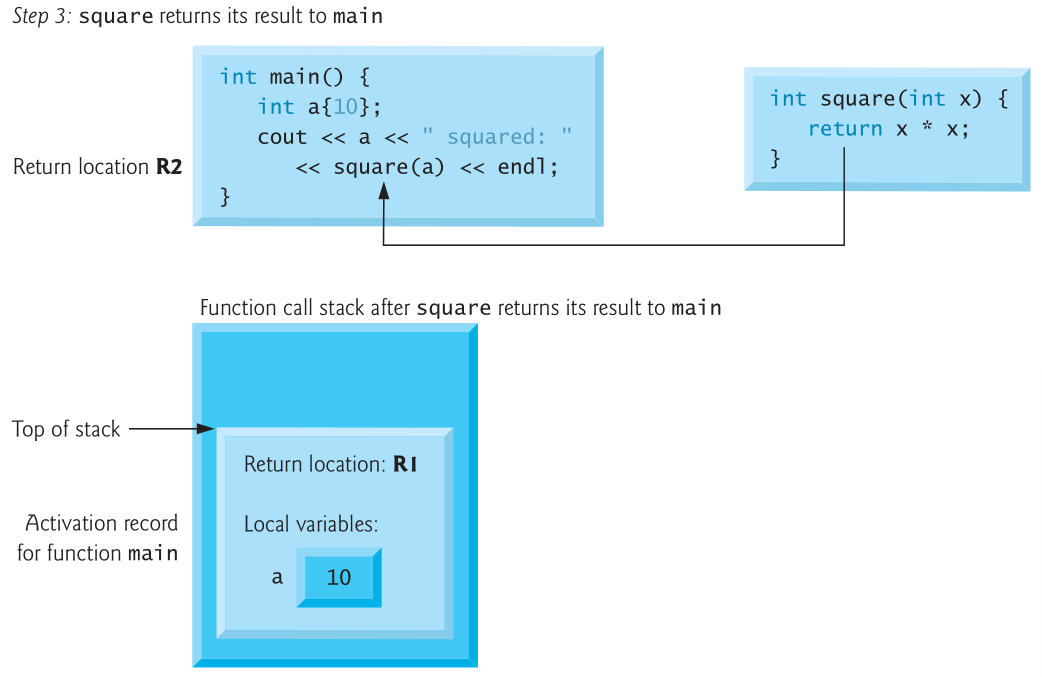 Step 3: square returns its result to main
int main() {
int a{10};
cout << a << " squared: "
<< square(a) << endl;
}
Return location R2
int square(int x) {
return x * x;
}
Function call stack after square returns its result to main
Top of stack
Return location: R1
Local variables:
a 10
Activation record
for function main